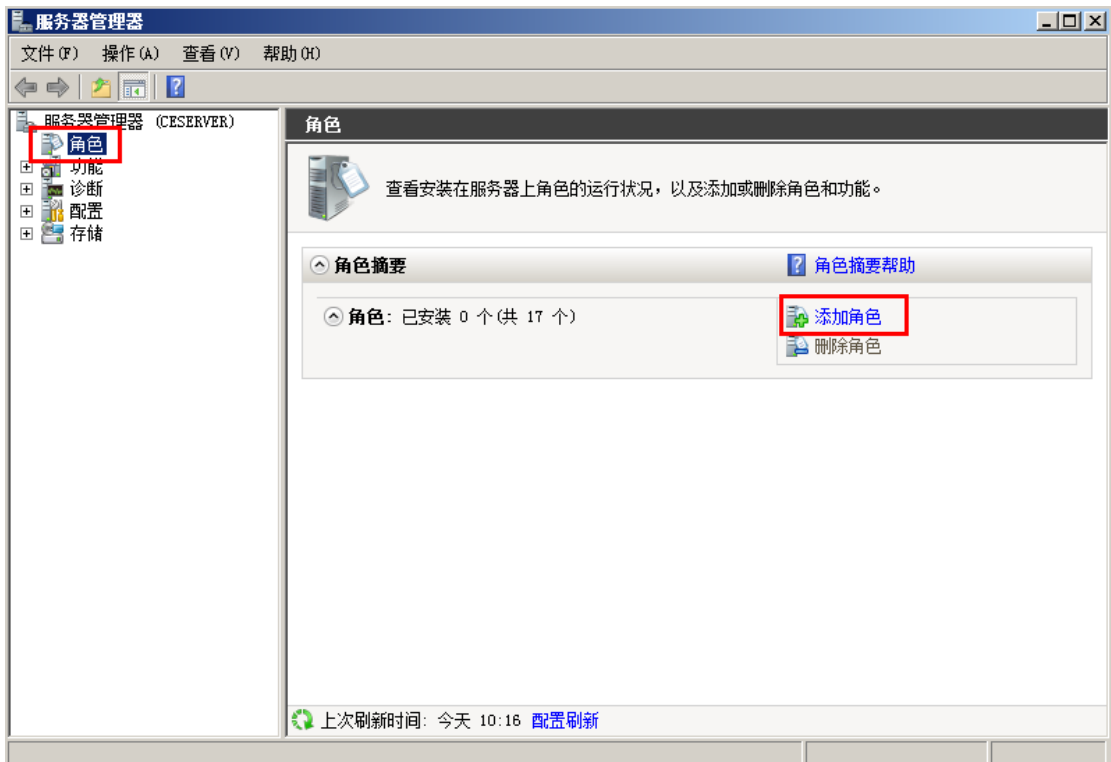 服务器管理器
文件(F) 操作(A) 查看(V) 帮助(H)
服务器管理器 (CESERVER)
角色
功能
诊断
配置
存储
角色
查看安装在服务器上角色的运行状况，以及添加或删除角色和功能。
角色摘要
角色摘要帮助
角色: 已安装 0 个(共 17 个)
添加角色
删除角色
上次刷新时间: 今天 10:16 配置刷新